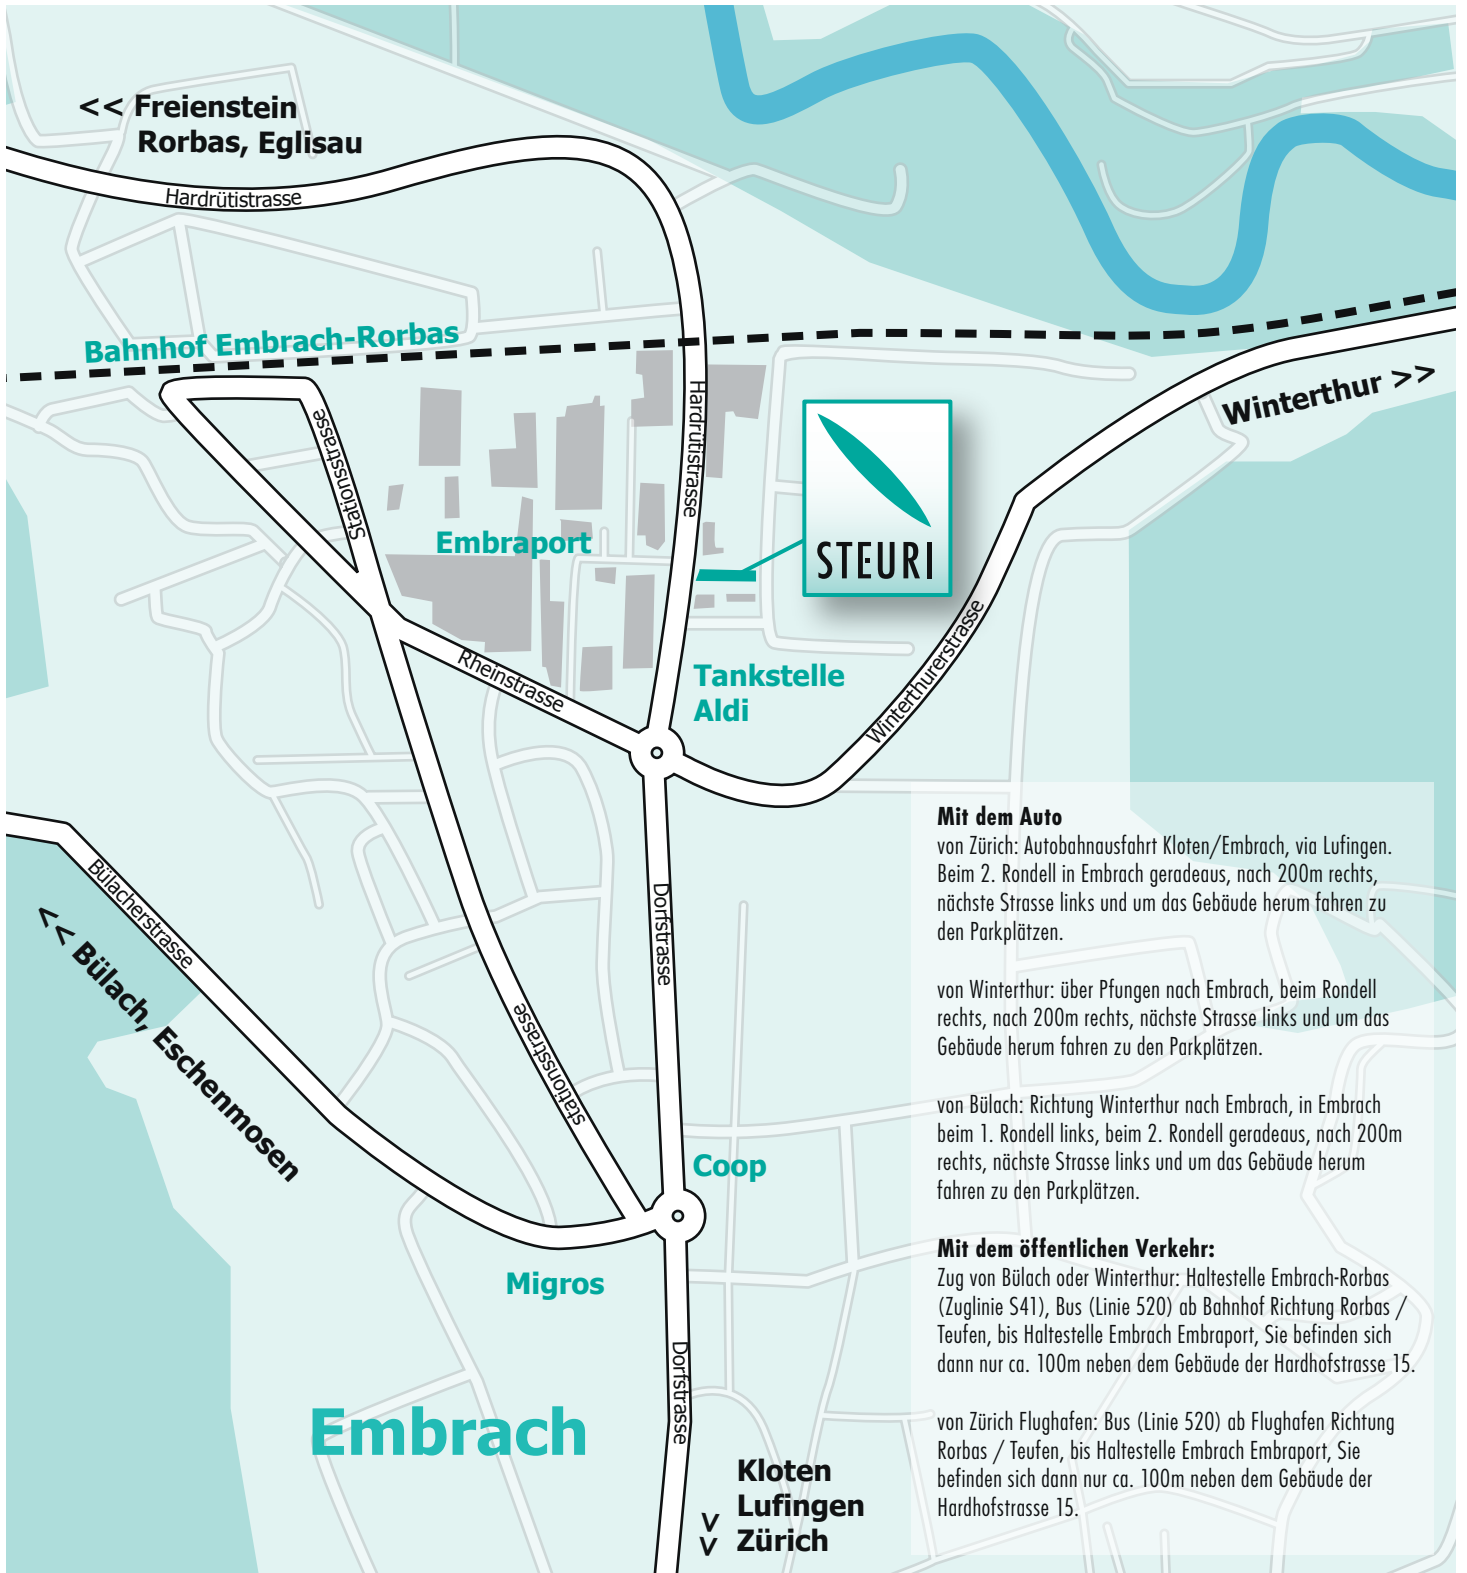 << Freienstein
Rorbas, Eglisau
Hardrütistrasse
Bahnhof Embrach-Rorbas
Winterthur >>
Stationsstrasse
Hardrütistrasse
STEURI
Embraport
Rheinstrasse
Winterthurerstrasse
Tankstelle
Aldi
Bülacherstrasse
<< Bülach, Eschenmosen
Dorfstrasse
stationsstrasse
Coop
Migros
Dorfstrasse
Embrach
Kloten
Lufingen
>> Zürich
Mit dem Auto
von Zürich: Autobahnausfahrt Kloten/Embrach, via Lufingen.
Beim 2. Rondell in Embrach geradeaus, nach 200m rechts,
nächste Strasse links und um das Gebäude herum fahren zu
den Parkplätzen.
von Winterthur: über Pfungen nach Embrach, beim Rondell
rechts, nach 200m rechts, nächste Strasse links und um das
Gebäude herum fahren zu den Parkplätzen.
von Bülach: Richtung Winterthur nach Embrach, in Embrach
beim 1. Rondell links, beim 2. Rondell geradeaus, nach 200m
rechts, nächste Strasse links und um das Gebäude herum
fahren zu den Parkplätzen.
Mit dem öffentlichen Verkehr:
Zug von Bülach oder Winterthur: Haltestelle Embrach-Rorbas
(Zuglinie S41), Bus (Linie 520) ab Bahnhof Richtung Rorbas /
Teufen, bis Haltestelle Embrach Embraport, Sie befinden sich
dann nur ca. 100m neben dem Gebäude der Hardhofstrasse 15.
von Zürich Flughafen: Bus (Linie 520) ab Flughafen Richtung
Rorbas / Teufen, bis Haltestelle Embrach Embraport, Sie
befinden sich dann nur ca. 100m neben dem Gebäude der
Hardhofstrasse 15.